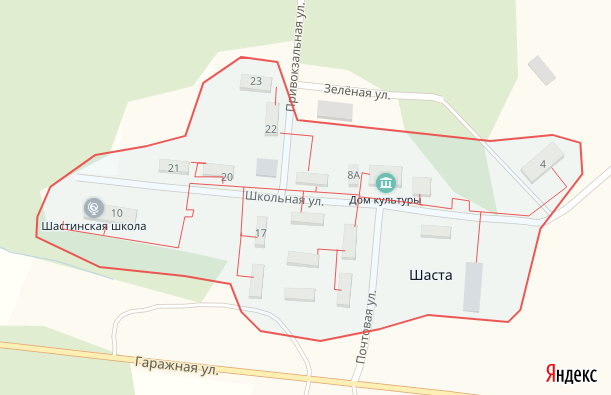 Привокзальная ул.
23
Зелёная ул.
22
4
21
20
8А
Школьная ул.
Дом культуры
10
Шастинская школа
17
Шаста
Почтовая ул.
Гаражная ул.
Яндекс